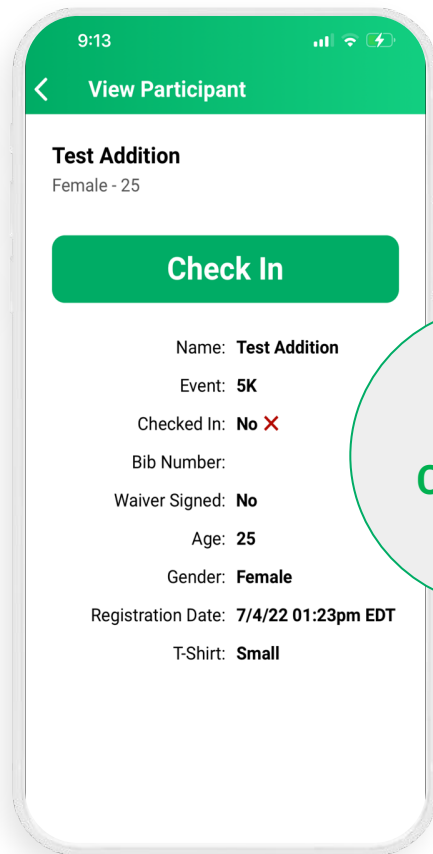 9:13
View Participant
Test Addition
Female - 25
Check In
Name: Test Addition
Event: 5K
Checked In: No
Bib Number:
Waiver Signed: No
Age: 25
Gender: Female
Registration Date: 7/4/22 01:23pm EDT
T-Shirt: Small